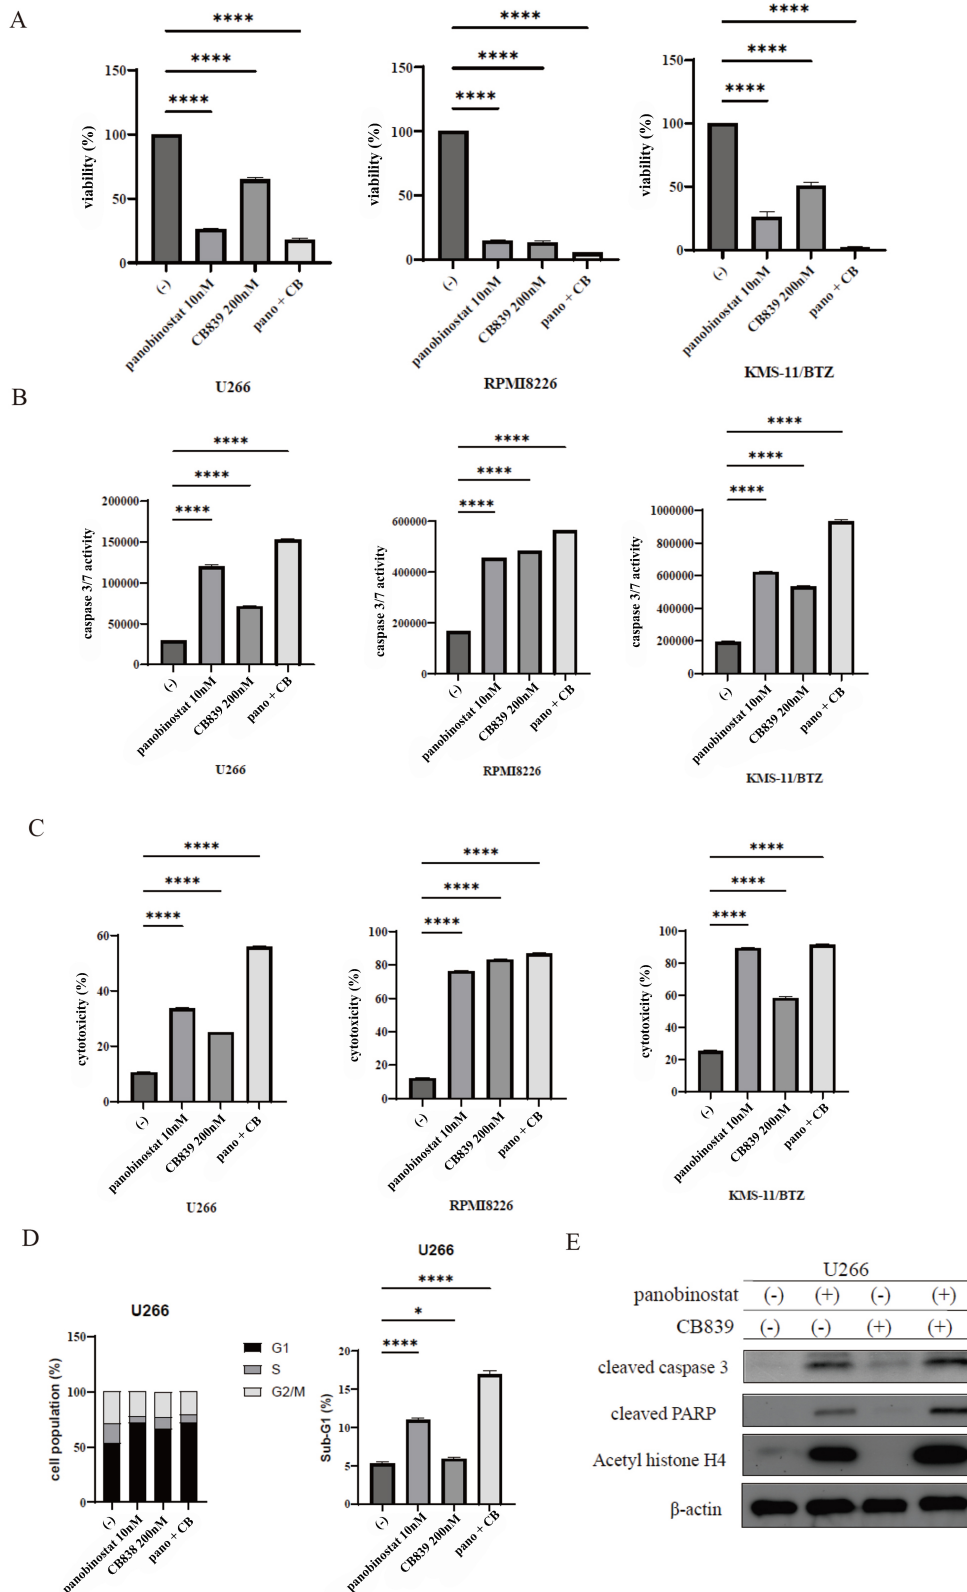 A
****
****
****
150
100
50
0
viability (%)
(-)
panobinostat 10nM
CB839 200nM
pano + CB
U266
****
****
****
150
100
50
0
viability (%)
(-)
panobinostat 10nM
CB839 200nM
pano + CB
RPMI8226
****
****
****
150
100
50
0
viability (%)
(-)
panobinostat 10nM
CB839 200nM
pano + CB
KMS-11/BTZ
B
****
****
****
200000
150000
100000
50000
0
caspase 3/7 activity
(-)
panobinostat 10nM
CB839 200nM
pano + CB
U266
****
****
****
600000
400000
200000
0
caspase 3/7 activity
(-)
panobinostat 10nM
CB839 200nM
pano + CB
RPMI8226
****
****
****
1000000
800000
600000
400000
200000
0
caspase 3/7 activity
(-)
panobinostat 10nM
CB839 200nM
pano + CB
KMS-11/BTZ
C
****
****
****
60
40
20
0
cytotoxicity (%)
(-)
panobinostat 10nM
CB839 200nM
pano + CB
U266
****
****
****
100
80
60
40
20
0
cytotoxicity (%)
(-)
panobinostat 10nM
CB839 200nM
pano + CB
RPMI8226
****
****
****
100
80
60
40
20
0
cytotoxicity (%)
(-)
panobinostat 10nM
CB839 200nM
pano + CB
KMS-11/BTZ
D
U266
150
100
50
0
cell population (%)
G1
S
G2/M
(-)
panobinostat 10nM
CB838 200nM
pano + CB
U266
****
*
****
20
15
10
5
0
Sub-G1 (%)
(-)
panobinostat 10nM
CB839 200nM
pano + CB
E
U266
panobinostat (-) (+) (-) (+)
CB839 (-) (-) (+) (+)
cleaved caspase 3
cleaved PARP
Acetyl histone H4
β-actin